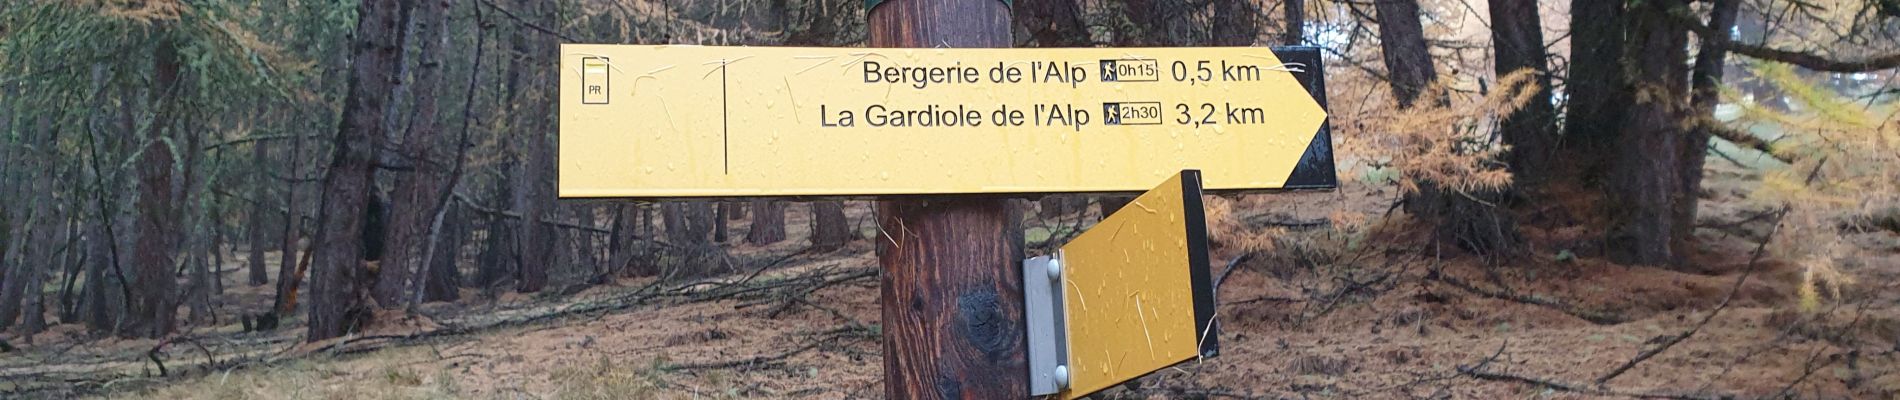 PR
Bergerie de l'Alp 0h15 0,5 km
La Gardiole de l'Alp 2h30 3,2 km